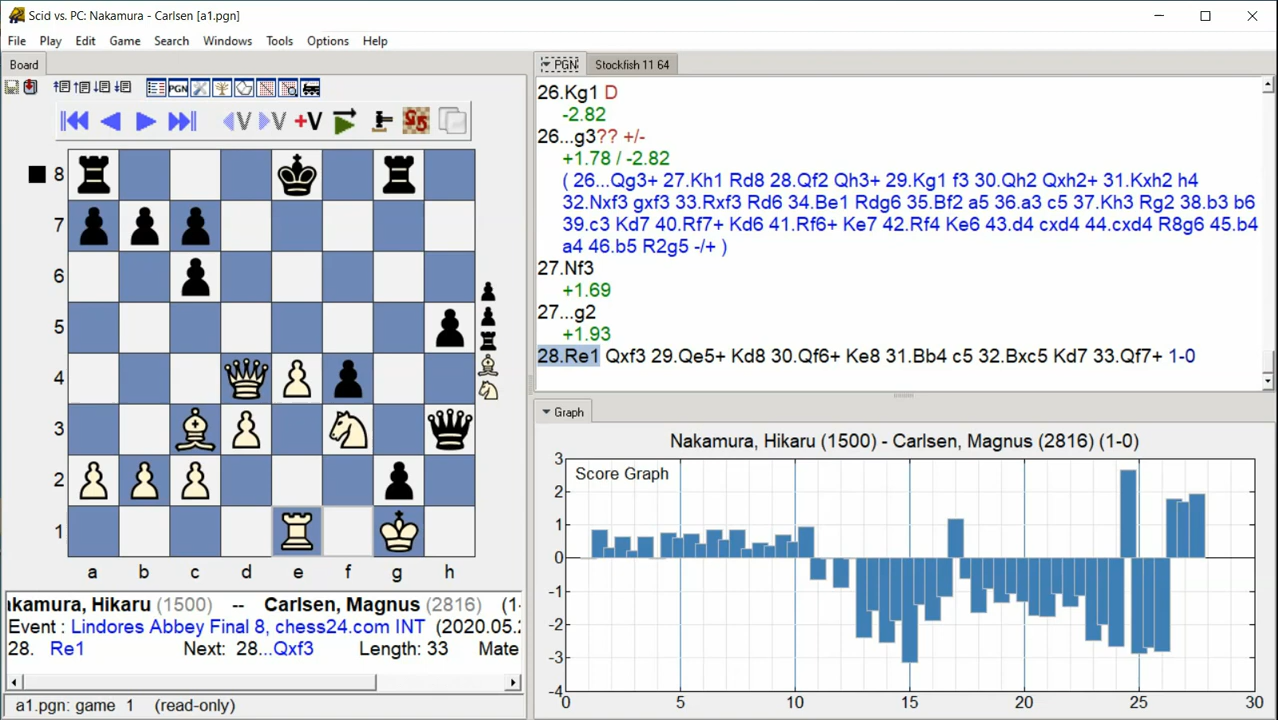 Scid vs. PC: Nakamura - Carlsen [a1.pgn]
File Play Edit Game Search Windows Tools Options Help
Board
PGN
+V
8
7
6
5
4
3
2
1
a b c d e f g h
akamura, Hikaru (1500) -- Carlsen, Magnus (2816) (1-
Event : Lindores Abbey Final 8, chess24.com INT (2020.05.2
28. Re1 Next: 28...Qxf3 Length: 33 Mate
a1.pgn: game 1 (read-only)
PGN Stockfish 11 64
26.Kg1 D
-2.82
26...g3?? +/-
+1.78 / -2.82
( 26...Qg3+ 27.Kh1 Rd8 28.Qf2 Qh3+ 29.Kg1 f3 30.Qh2 Qxh2+ 31.Kxh2 h4
32.Nxf3 gxf3 33.Rxf3 Rd6 34.Be1 Rdg6 35.Bf2 a5 36.a3 c5 37.Kh3 Rg2 38.b3 b6
39.c3 Kd7 40.Rf7+ Kd6 41.Rf6+ Ke7 42.Rf4 Ke6 43.d4 cxd4 44.cxd4 R8g6 45.b4
a4 46.b5 R2g5 -/+ )
27.Nf3
+1.69
27...g2
+1.93
28.Re1 Qxf3 29.Qe5+ Kd8 30.Qf6+ Ke8 31.Bb4 c5 32.Bxc5 Kd7 33.Qf7+ 1-0
Graph
Nakamura, Hikaru (1500) - Carlsen, Magnus (2816) (1-0)
Score Graph
3
2
1
0
-1
-2
-3
-4
0 5 10 15 20 25 30